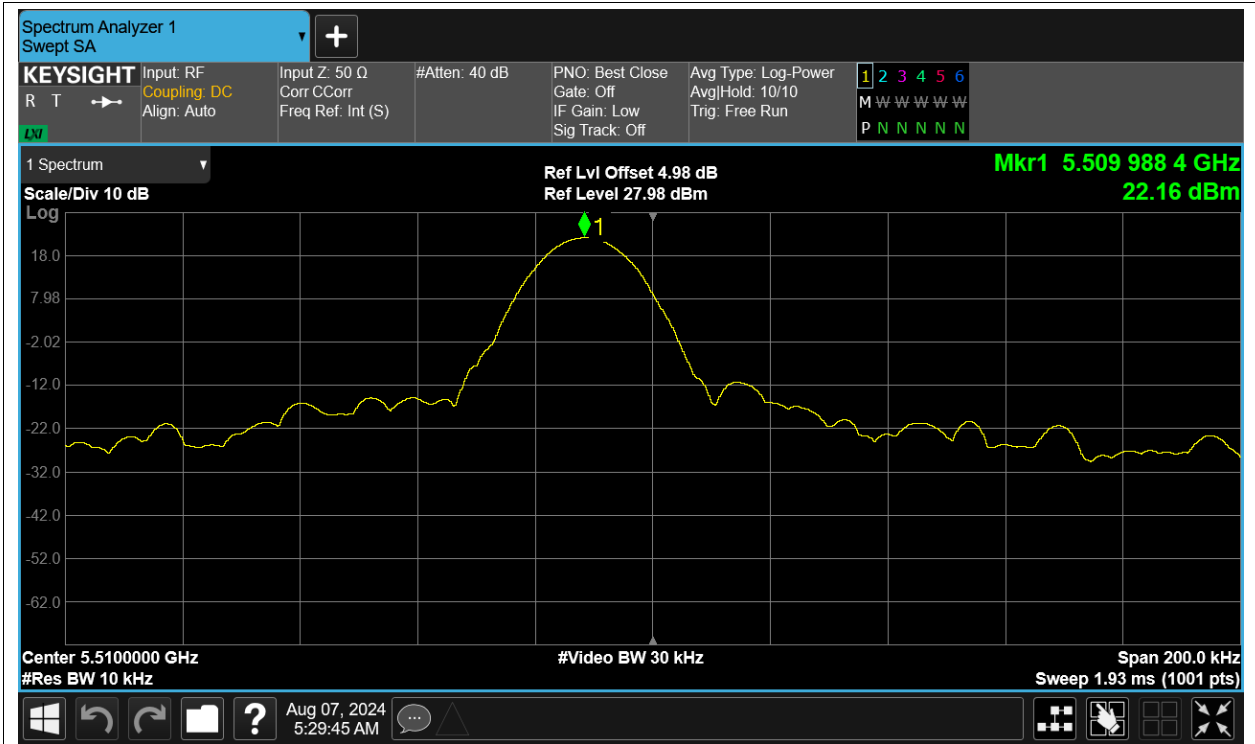 Spectrum Analyzer 1
Swept SA
KEYSIGHT
R T
LXI
Input: RF
Coupling: DC
Align: Auto
Input Z: 50 Ω
Corr CCorr
Freq Ref: Int (S)
#Atten: 40 dB
PNO: Best Close
Gate: Off
IF Gain: Low
Sig Track: Off
Avg Type: Log-Power
Avg|Hold: 10/10
Trig: Free Run
1 2 3 4 5 6
M W W W W W
P N N N N N
1 Spectrum
Scale/Div 10 dB
Log
Ref Lvl Offset 4.98 dB
Ref Level 27.98 dBm
Mkr1 5.509 988 4 GHz
22.16 dBm
1
18.0
7.98
-2.02
-12.0
-22.0
-32.0
-42.0
-52.0
-62.0
Center 5.5100000 GHz
#Res BW 10 kHz
#Video BW 30 kHz
Span 200.0 kHz
Sweep 1.93 ms (1001 pts)
?
Aug 07, 2024
5:29:45 AM